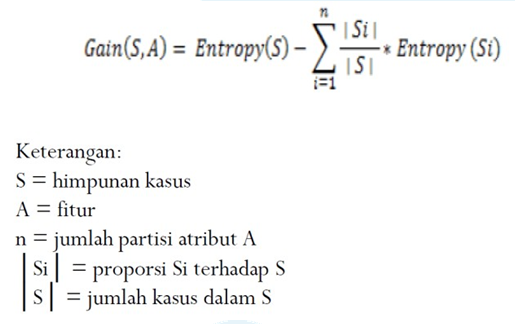 Gain(S,A) = Entropy(S) − n∑i=1 |Si| / |S| * Entropy (Si)
Keterangan:
S = himpunan kasus
A = fitur
n = jumlah partisi atribut A
| Si | = proporsi Si terhadap S
| S | = jumlah kasus dalam S